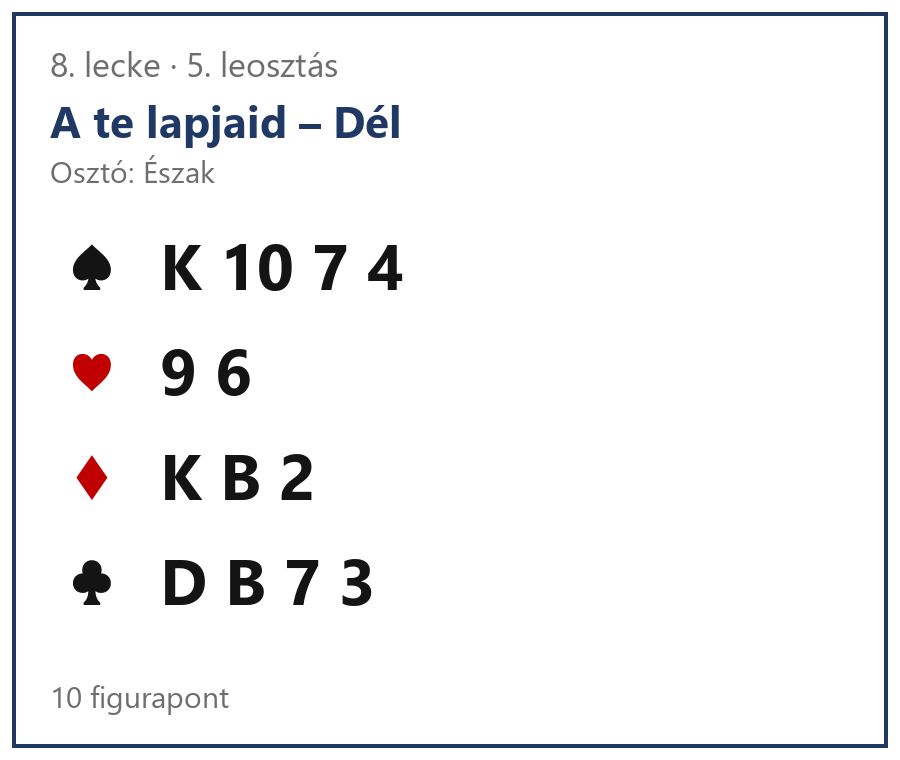 8. lecke · 5. leosztás
A te lapjaid – Dél
Osztó: Észak
♠ K 10 7 4
♥ 9 6
♦ K B 2
♣ D B 7 3
10 figurapont